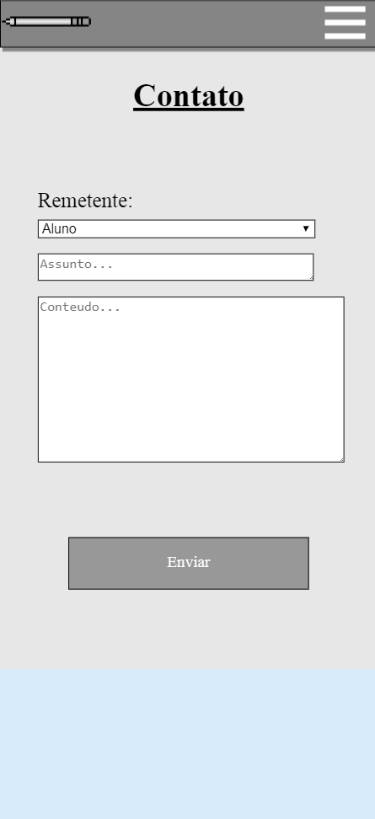 Contato
Remetente:
Aluno
Assunto...
Conteudo...
Enviar